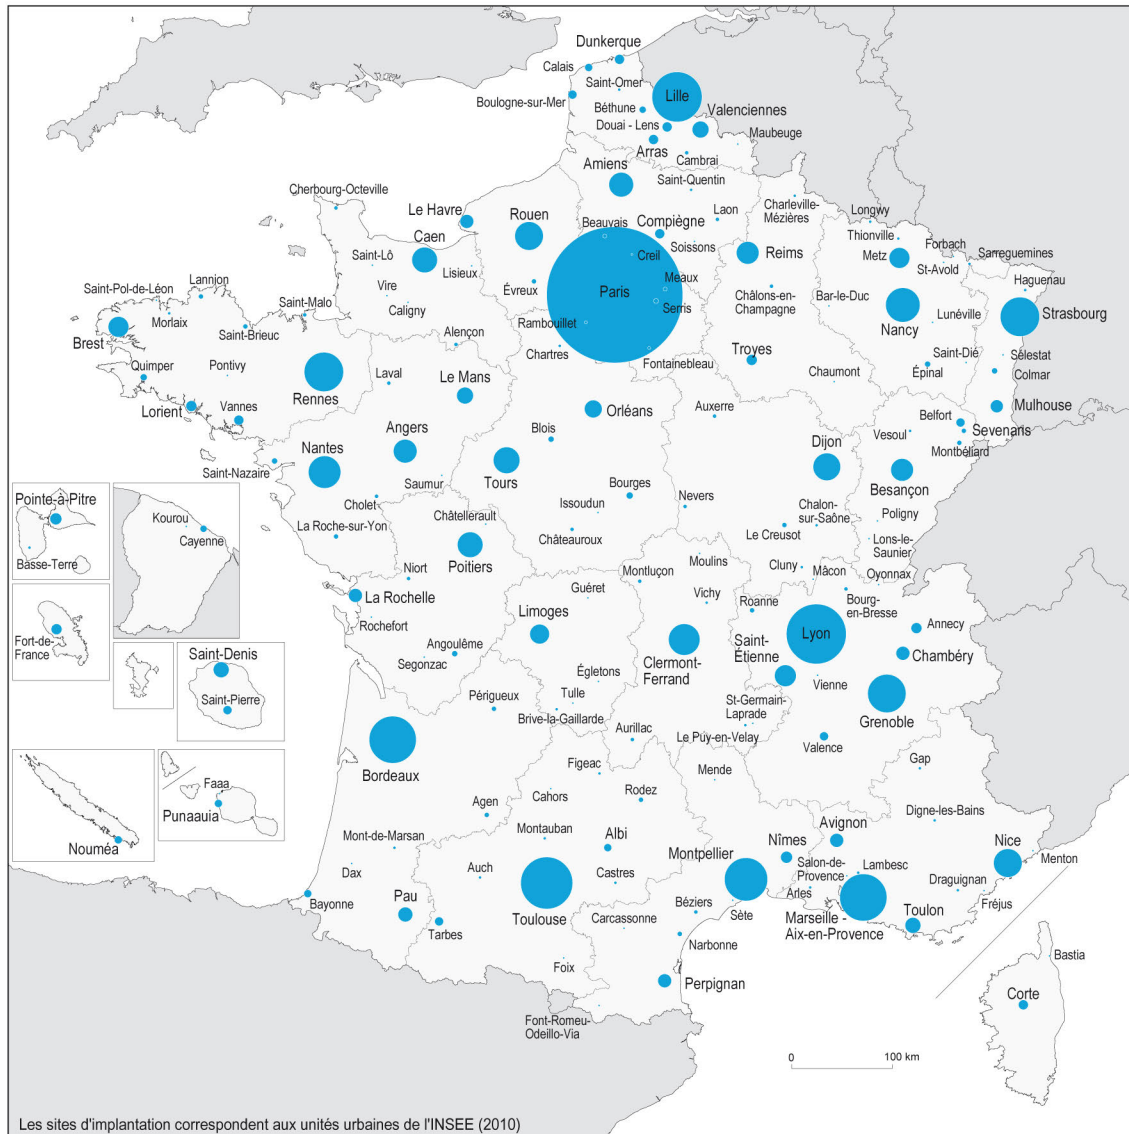 Dunkerque
Calais
Saint-Omer
Lille
Boulogne-sur-Mer
Béthune
Valenciennes
Douai - Lens
Maubeuge
Arras
Cambrai
Amiens
Saint-Quentin
Cherbourg-Octeville
Charleville-
Mézières
Le Havre
Rouen
Beauvais
Compiègne
Laon
Longwy
Caen
Soissons
Thionville
Forbach
Saint-Lô
Lisieux
Creil
Reims
Metz
St-Avold
Sarreguemines
Évreux
Paris
Meaux
Haguenau
Saint-Pol-de-Léon
Lannion
Vire
Serris
Châlons-en-
Champagne
Bar-le-Duc
Saint-Malo
Caligny
Morlaix
Rambouillet
Nancy
Lunéville
Strasbourg
Saint-Brieuc
Alençon
Brest
Chartres
Troyes
Fontainebleau
Saint-Dié
Sélestat
Quimper
Pontivy
Rennes
Laval
Le Mans
Chaumont
Épinal
Colmar
Lorient
Vannes
Orléans
Auxerre
Mulhouse
Belfort
Angers
Blois
Dijon
Vesoul
Sevenans
Nantes
Montbéliard
Saint-Nazaire
Tours
Besançon
Saumur
Bourges
Pointe-à-Pitre
Cholet
Issoudun
Nevers
Chalon-
sur-Saône
Kourou
Cayenne
La Roche-sur-Yon
Châtellerault
Châteauroux
Le Creusot
Poligny
Lons-le-
Saunier
Basse-Terre
Poitiers
Moulins
Cluny
Mâcon
Oyonnax
Niort
Montluçon
La Rochelle
Guéret
Vichy
Roanne
Bourg-
en-Bresse
Limoges
Rochefort
Lyon
Annecy
Fort-de-
France
Angoulême
Saint-
Étienne
Chambéry
Saint-Denis
Segonzac
Clermont-
Ferrand
Égletons
Vienne
Saint-Pierre
Périgueux
Tulle
St-Germain-
Laprade
Grenoble
Brive-la-Gaillarde
Aurillac
Le Puy-en-Velay
Valence
Bordeaux
Figeac
Mende
Gap
Faaa
Cahors
Rodez
Punaauia
Agen
Digne-les-Bains
Mont-de-Marsan
Montauban
Albi
Avignon
Nouméa
Nîmes
Nice
Montpellier
Menton
Dax
Auch
Castres
Salon-de-
Provence
Lambesc
Draguignan
Bayonne
Pau
Toulouse
Béziers
Sète
Arles
Fréjus
Carcassonne
Marseille -
Aix-en-Provence
Toulon
Tarbes
Narbonne
Bastia
Foix
Perpignan
Corte
Font-Romeu-
Odeillo-Via
0 100 km
Les sites d'implantation correspondent aux unités urbaines de l'INSEE (2010)